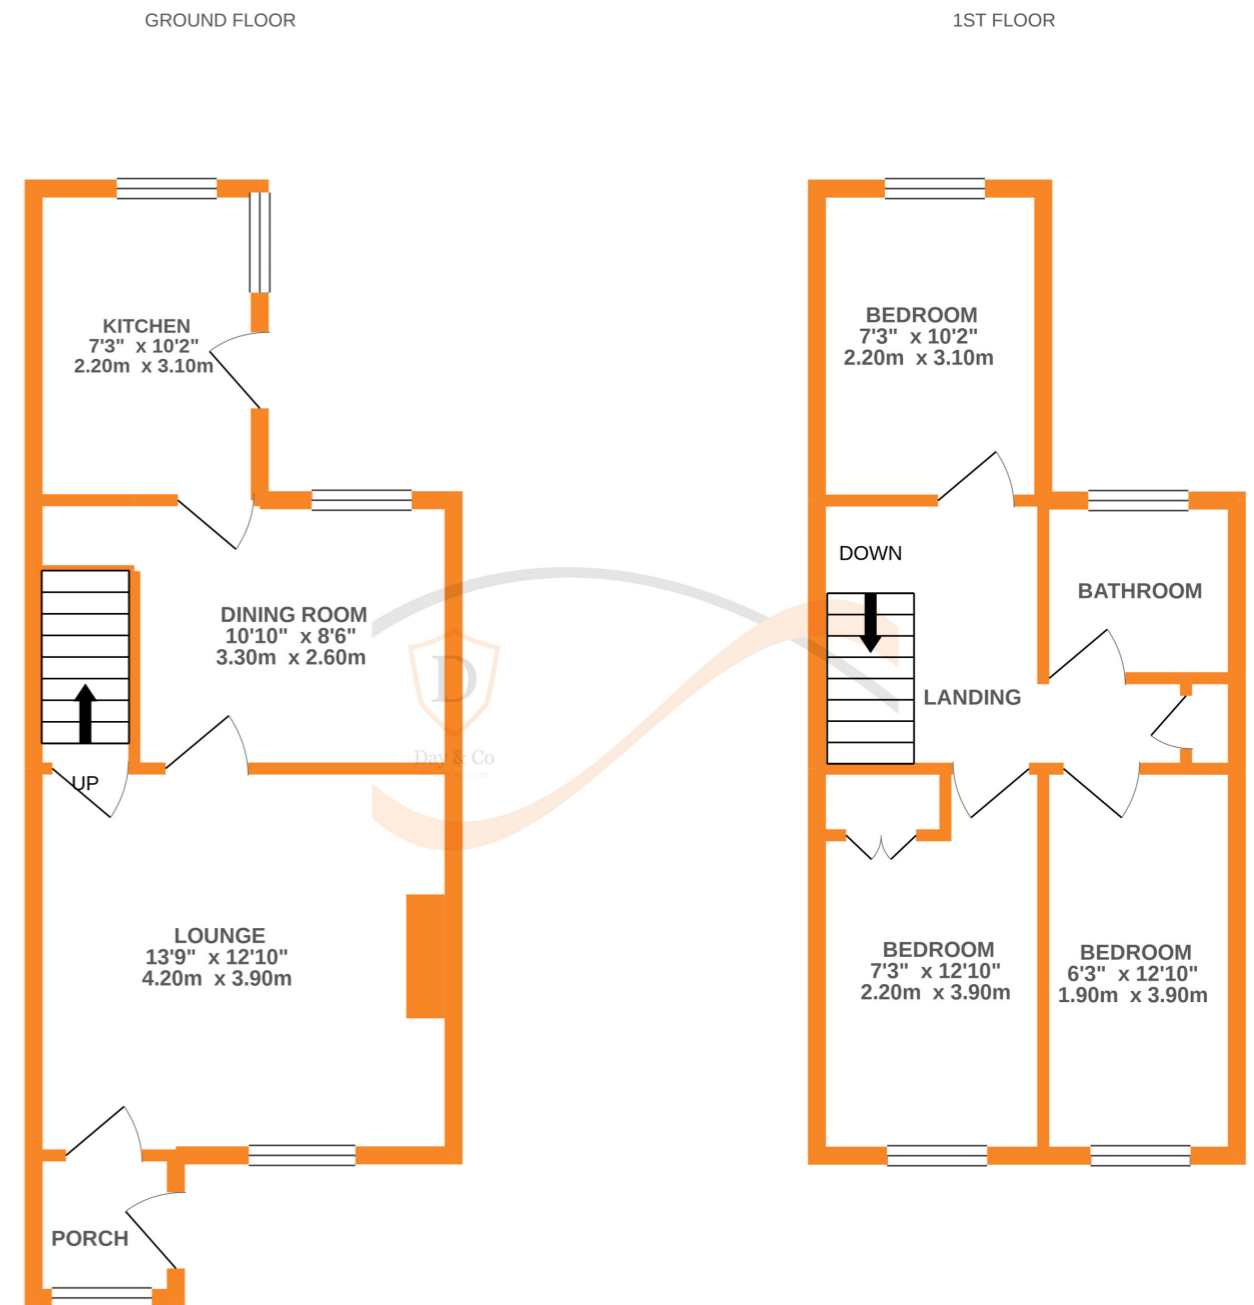 GROUND FLOOR
1ST FLOOR
KITCHEN
7'3" x 10'2"
2.20m x 3.10m
DINING ROOM
10'10" x 8'6"
3.30m x 2.60m
UP
LOUNGE
13'9" x 12'10"
4.20m x 3.90m
PORCH
D
Day & Co
BEDROOM
7'3" x 10'2"
2.20m x 3.10m
DOWN
BATHROOM
LANDING
BEDROOM
7'3" x 12'10"
2.20m x 3.90m
BEDROOM
6'3" x 12'10"
1.90m x 3.90m